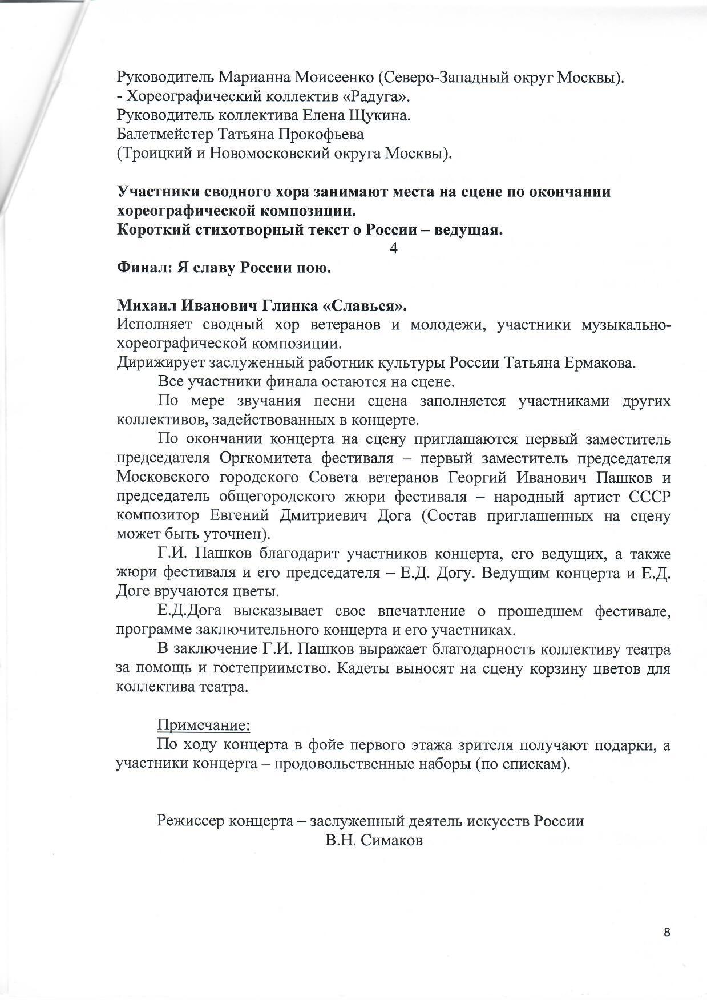 Руководитель Марианна Моисеенко (Северо-Западный округ Москвы).
- Хореографический коллектив «Радуга».
Руководитель коллектива Елена Щукина.
Балетмейстер Татьяна Прокофьева
(Троицкий и Новомосковский округа Москвы).
Участники сводного хора занимают места на сцене по окончании
хореографической композиции.
Короткий стихотворный текст о России – ведущая.
4
Финал: Я славу России пою.
Михаил Иванович Глинка «Славься».
Исполняет сводный хор ветеранов и молодежи, участники музыкально-
хореографической композиции.
Дирижирует заслуженный работник культуры России Татьяна Ермакова.
Все участники финала остаются на сцене.
По мере звучания песни сцена заполняется участниками других
коллективов, задействованных в концерте.
По окончании концерта на сцену приглашаются первый заместитель
председателя Оргкомитета фестиваля – первый заместитель председателя
Московского городского Совета ветеранов Георгий Иванович Пашков и
председатель общегородского жюри фестиваля – народный артист СССР
композитор Евгений Дмитриевич Дога (Состав приглашенных на сцену
может быть уточнен).
Г.И. Пашков благодарит участников концерта, его ведущих, а также
жюри фестиваля и его председателя – Е.Д. Догу. Ведущим концерта и Е.Д.
Доге вручаются цветы.
Е.Д.Дога высказывает свое впечатление о прошедшем фестивале,
программе заключительного концерта и его участниках.
В заключение Г.И. Пашков выражает благодарность коллективу театра
за помощь и гостеприимство. Кадеты выносят на сцену корзину цветов для
коллектива театра.
Примечание:
По ходу концерта в фойе первого этажа зрителя получают подарки, а
участники концерта – продовольственные наборы (по спискам).
Режиссер концерта – заслуженный деятель искусств России
В.Н. Симаков
8